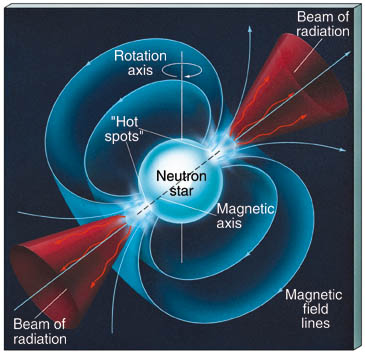 Beam of
radiation
Rotation
axis
"Hot
spots"
Neutron
star
Magnetic
axis
Magnetic
field
lines
Beam of
radiation